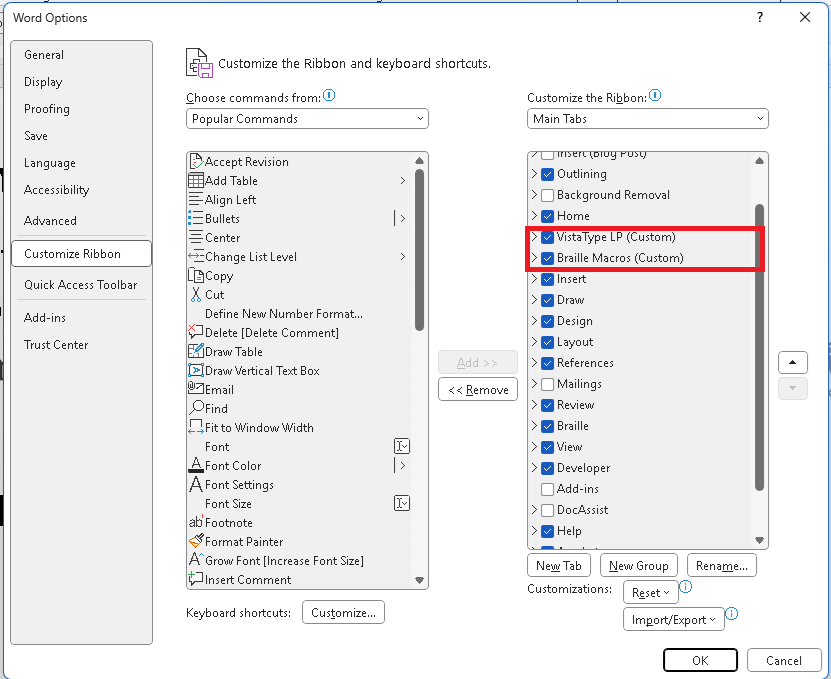 Word Options
?
General
Display
Proofing
Save
Language
Accessibility
Advanced
Customize Ribbon
Quick Access Toolbar
Add-ins
Trust Center
Customize the Ribbon and keyboard shortcuts.
Choose commands from:
Popular Commands
Accept Revision
Add Table
Align Left
Bullets
Center
Change List Level
Copy
Cut
Define New Number Format...
Delete [Delete Comment]
Draw Table
Draw Vertical Text Box
Email
Find
Fit to Window Width
Font
Font Color
Font Settings
Font Size
Footnote
Format Painter
Grow Font [Increase Font Size]
Insert Comment
Keyboard shortcuts: Customize...
Add >>
<< Remove
Customize the Ribbon:
Main Tabs
Insert (Blog Post)
Outlining
Background Removal
Home
VistaType LP (Custom)
Braille Macros (Custom)
Insert
Draw
Design
Layout
References
Mailings
Review
Braille
View
Developer
Add-ins
DocAssist
Help
New Tab New Group Rename...
Customizations: Reset
Import/Export
OK Cancel